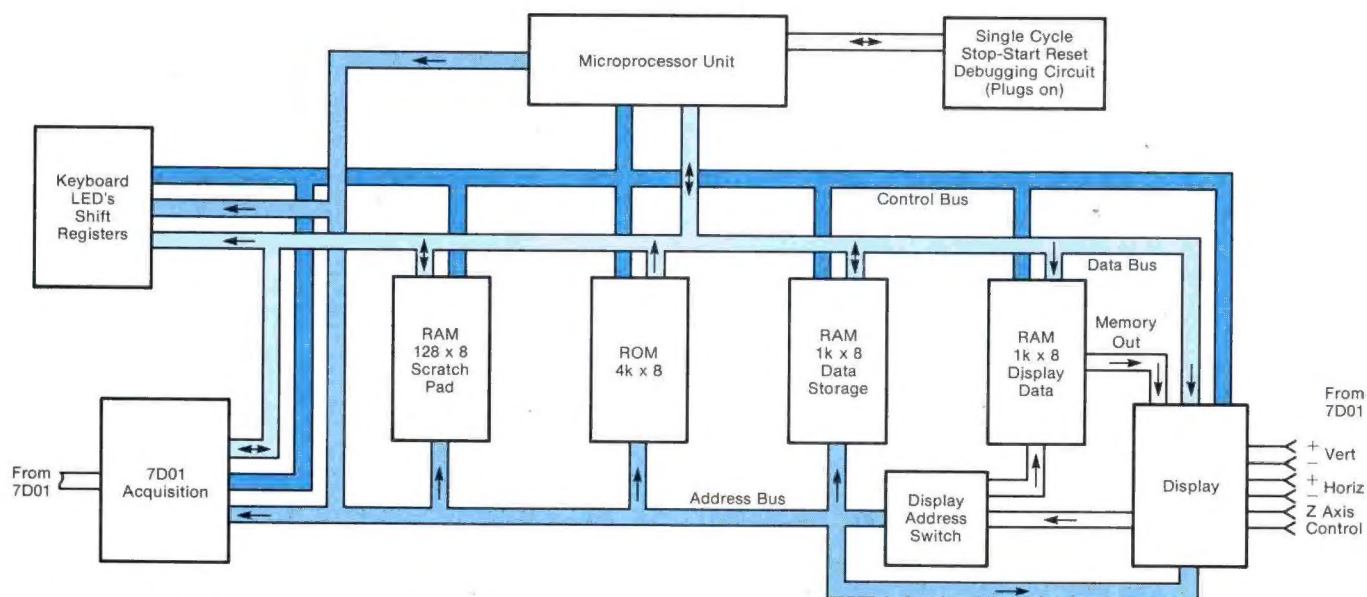 Microprocessor Unit
Single Cycle
Stop-Start Reset
Debugging Circuit
(Plugs on)
Keyboard
LED's
Shift
Registers
Control Bus
Data Bus
RAM
128 x 8
Scratch
Pad
ROM
4k x 8
RAM
1k x 8
Data
Storage
RAM
1k x 8
Display
Data
Memory
Out
From
7D01
From
7D01
7D01
Acquisition
Address Bus
Display
Address
Switch
Display
+
Vert
–
+
Horiz
–
Z Axis
Control